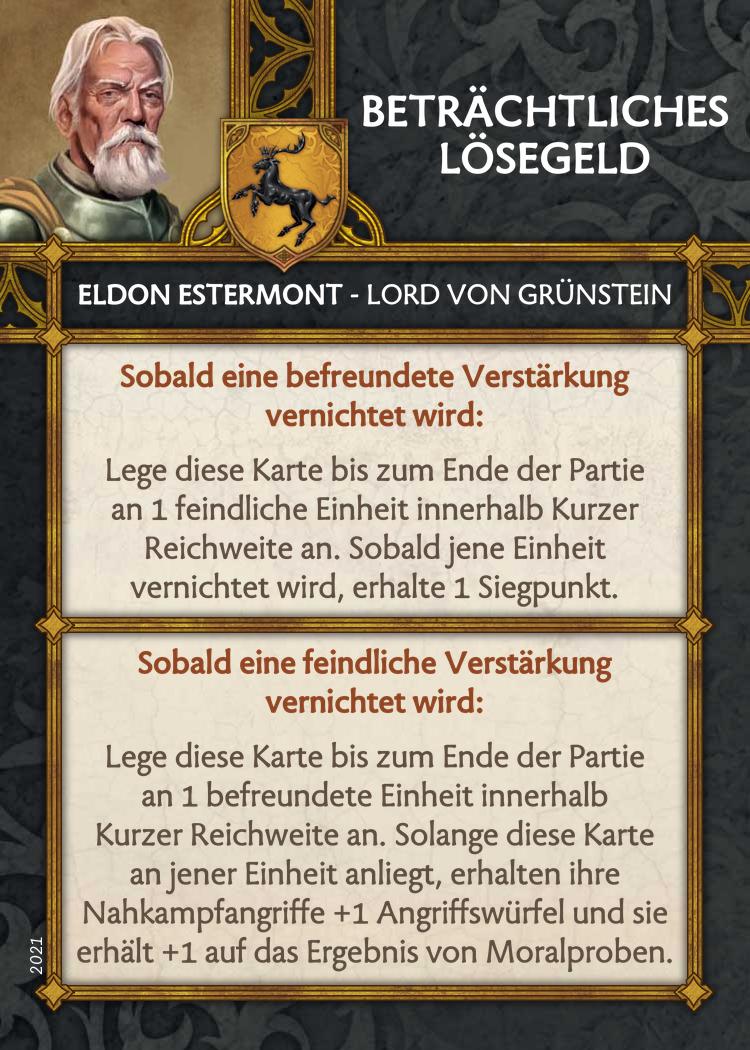 BETRÄCHTLICHES
LÖSEGELD
ELDON ESTERMONT - LORD VON GRÜNSTEIN
Sobald eine befreundete Verstärkung
vernichtet wird:
Lege diese Karte bis zum Ende der Partie
an 1 feindliche Einheit innerhalb Kurzer
Reichweite an. Sobald jene Einheit
vernichtet wird, erhalte 1 Siegpunkt.
Sobald eine feindliche Verstärkung
vernichtet wird:
Lege diese Karte bis zum Ende der Partie
an 1 befreundete Einheit innerhalb
Kurzer Reichweite an. Solange diese Karte
an jener Einheit anliegt, erhalten ihre
Nahkampfangriffe +1 Angriffswürfel und sie
erhält +1 auf das Ergebnis von Moralproben.
2021